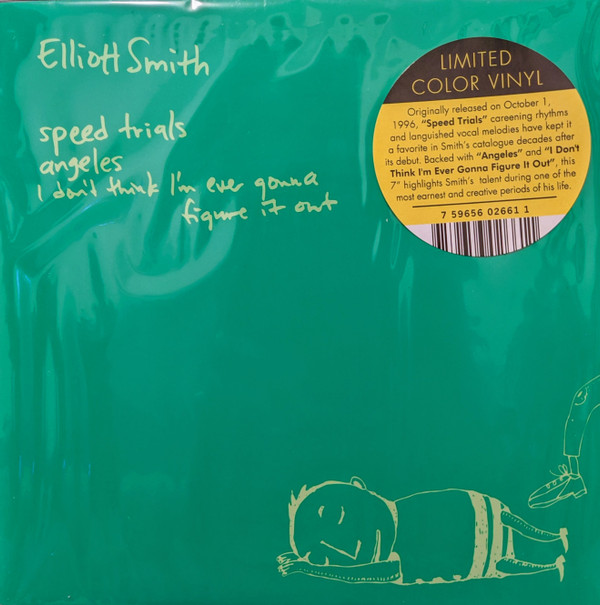 Elliott Smith
speed trials
angeles
I don't think I'm ever gonna
figure it out
LIMITED
COLOR VINYL
Originally released on October 1,
1996, "Speed Trials" careening rhythms
and languished vocal melodies have kept it
a favorite in Smith's catalogue decades after
its debut. Backed with "Angeles" and "I Don't
Think I'm Ever Gonna Figure It Out", this
7" highlights Smith's talent during one of the
most earnest and creative periods of his life.
7 59656 02661 1